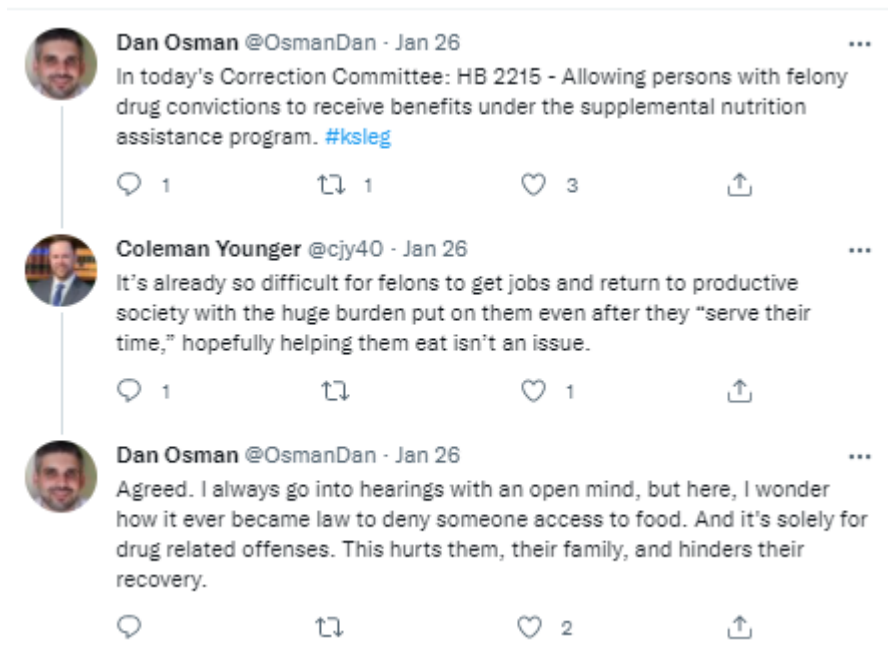 Dan Osman @OsmanDan · Jan 26
In today's Correction Committee: HB 2215 - Allowing persons with felony
drug convictions to receive benefits under the supplemental nutrition
assistance program. #ksleg
1 1 3
Coleman Younger @cjy40 · Jan 26
It’s already so difficult for felons to get jobs and return to productive
society with the huge burden put on them even after they “serve their
time,” hopefully helping them eat isn’t an issue.
1 1
Dan Osman @OsmanDan · Jan 26
Agreed. I always go into hearings with an open mind, but here, I wonder
how it ever became law to deny someone access to food. And it's solely for
drug related offenses. This hurts them, their family, and hinders their
recovery.
2